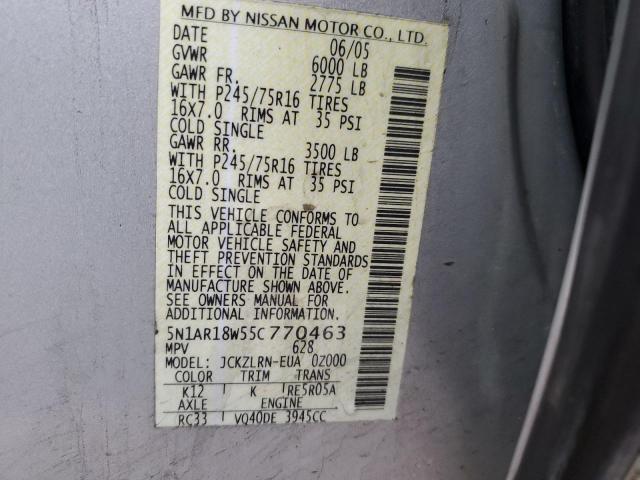 MFD BY NISSAN MOTOR CO., LTD.
DATE 06/05
GVWR 6000 LB
GAWR FR. 2775 LB
WITH P245/75R16 TIRES
16X7.0 RIMS AT 35 PSI
COLD SINGLE
GAWR RR. 3500 LB
WITH P245/75R16 TIRES
16X7.0 RIMS AT 35 PSI
COLD SINGLE
THIS VEHICLE CONFORMS TO
ALL APPLICABLE FEDERAL
MOTOR VEHICLE SAFETY AND
THEFT PREVENTION STANDARDS
IN EFFECT ON THE DATE OF
MANUFACTURE SHOWN ABOVE.
SEE OWNERS MANUAL FOR
ADDITIONAL INFORMATION
5N1AR18W55C770463
MPV 628
MODEL: JCKZLRN-EUA 0Z000
COLOR TRIM TRANS
K12 K RE5R05A
AXLE ENGINE
RC33 VQ40DE 3945CC